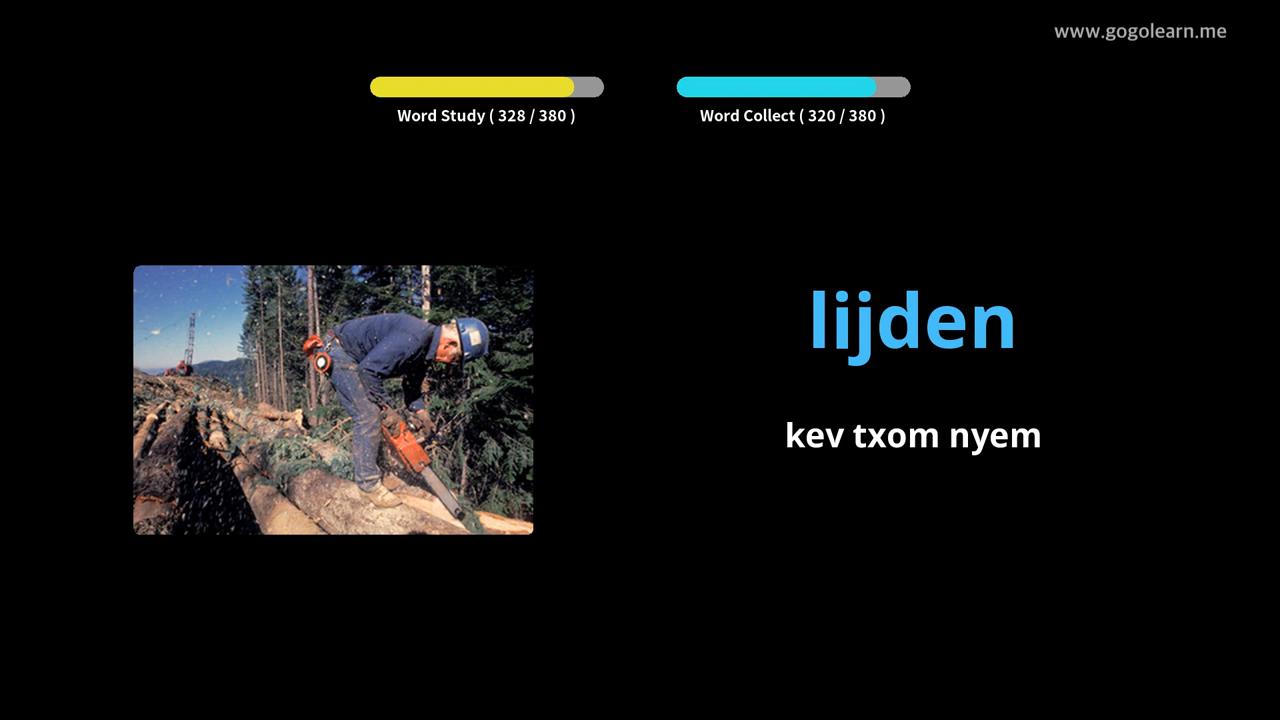 www.gogolearn.me
Word Study ( 328 / 380 )
Word Collect ( 320 / 380 )
lijden
kev txom nyem